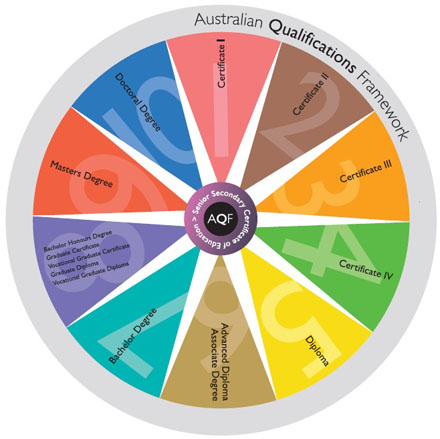 Australian Qualifications Framework
Certificate I
1
Certificate II
2
Certificate III
3
Certificate IV
4
Diploma
5
Advanced Diploma
Associate Degree
6
Bachelor Degree
7
Bachelor Honours Degree
Graduate Certificate
Vocational Graduate Certificate
Graduate Diploma
Vocational Graduate Diploma
8
Masters Degree
9
Doctoral Degree
10
Senior Secondary Certificate of Education >
AQF